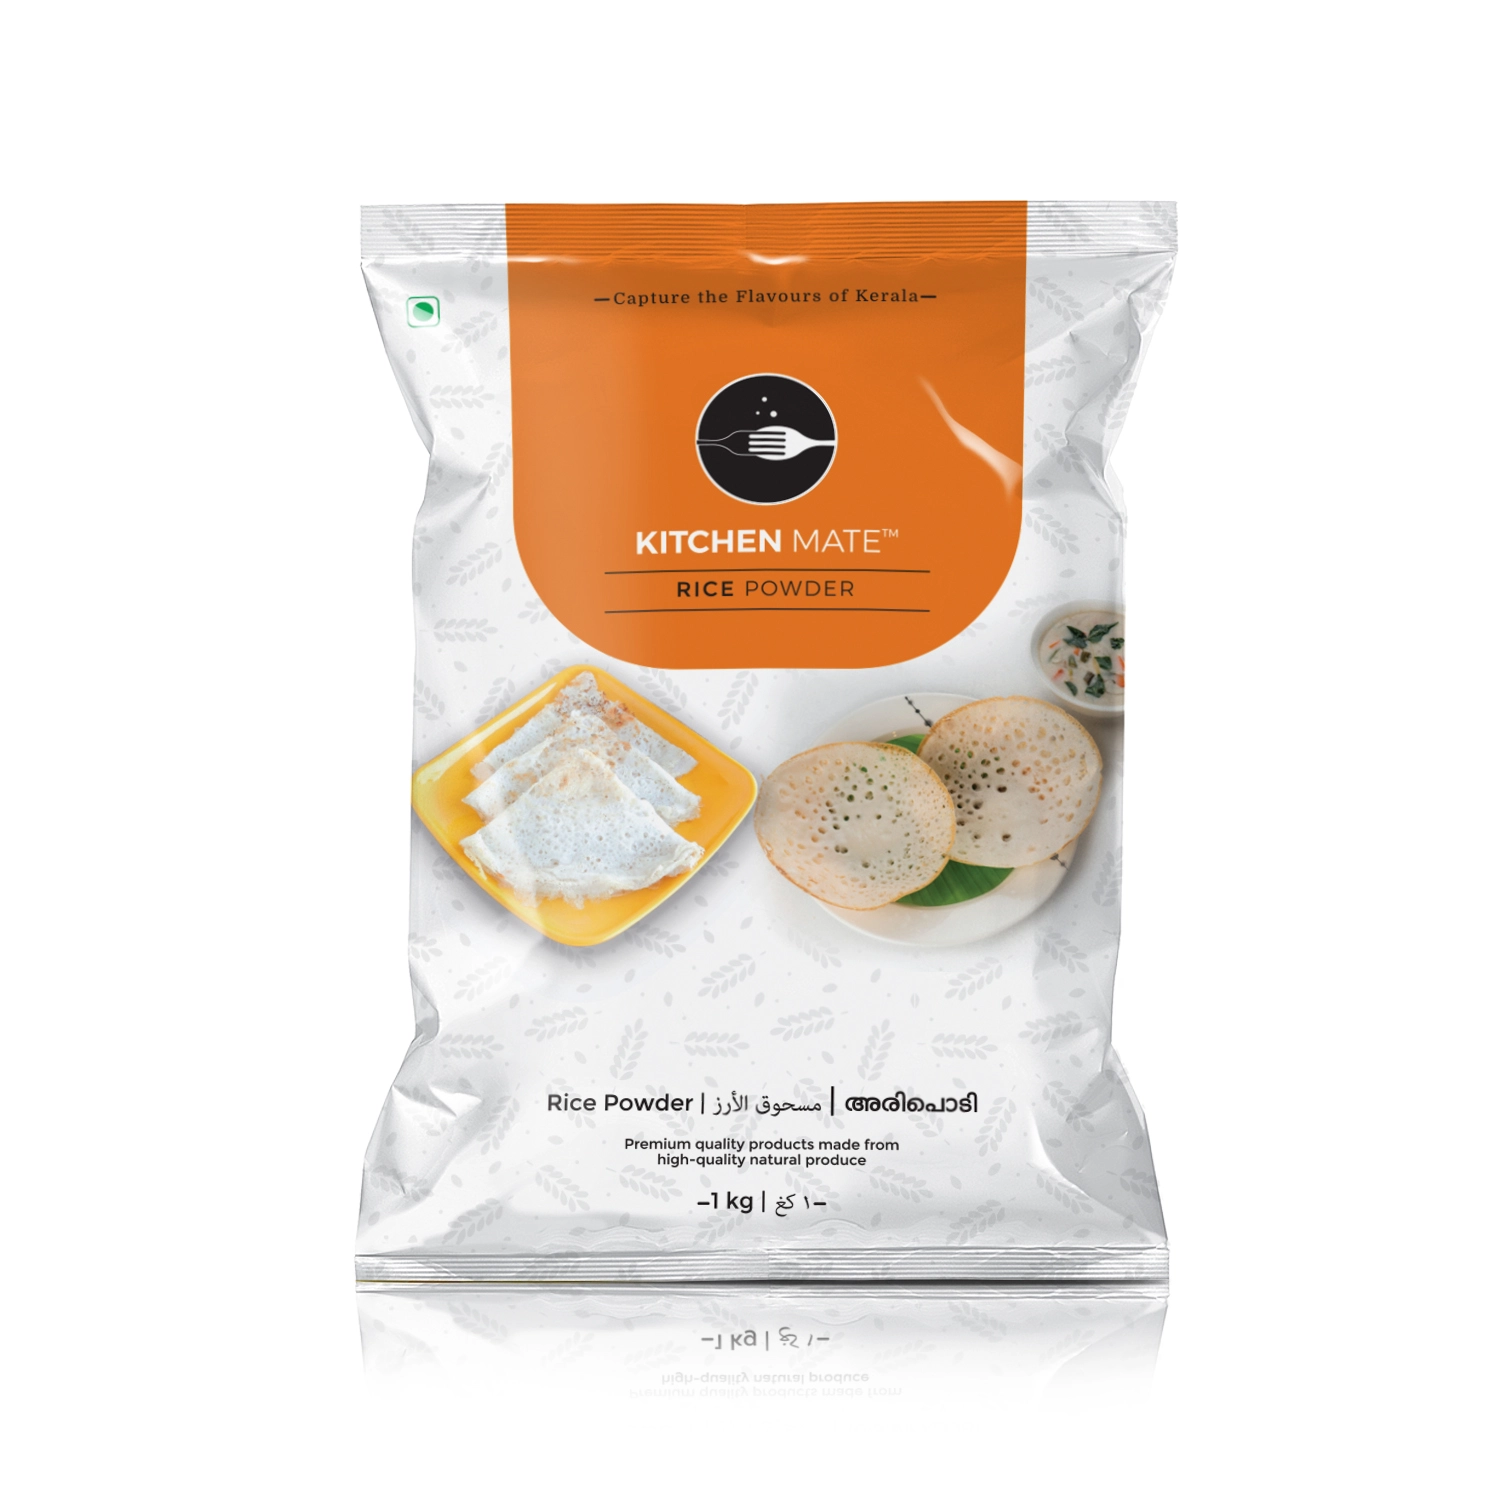 —Capture the Flavours of Kerala—
KITCHEN MATE™
RICE POWDER
Rice Powder | مسحوق الأرز | അരിപൊടി
Premium quality products made from
high-quality natural produce
–1 kg | ١ كغ–